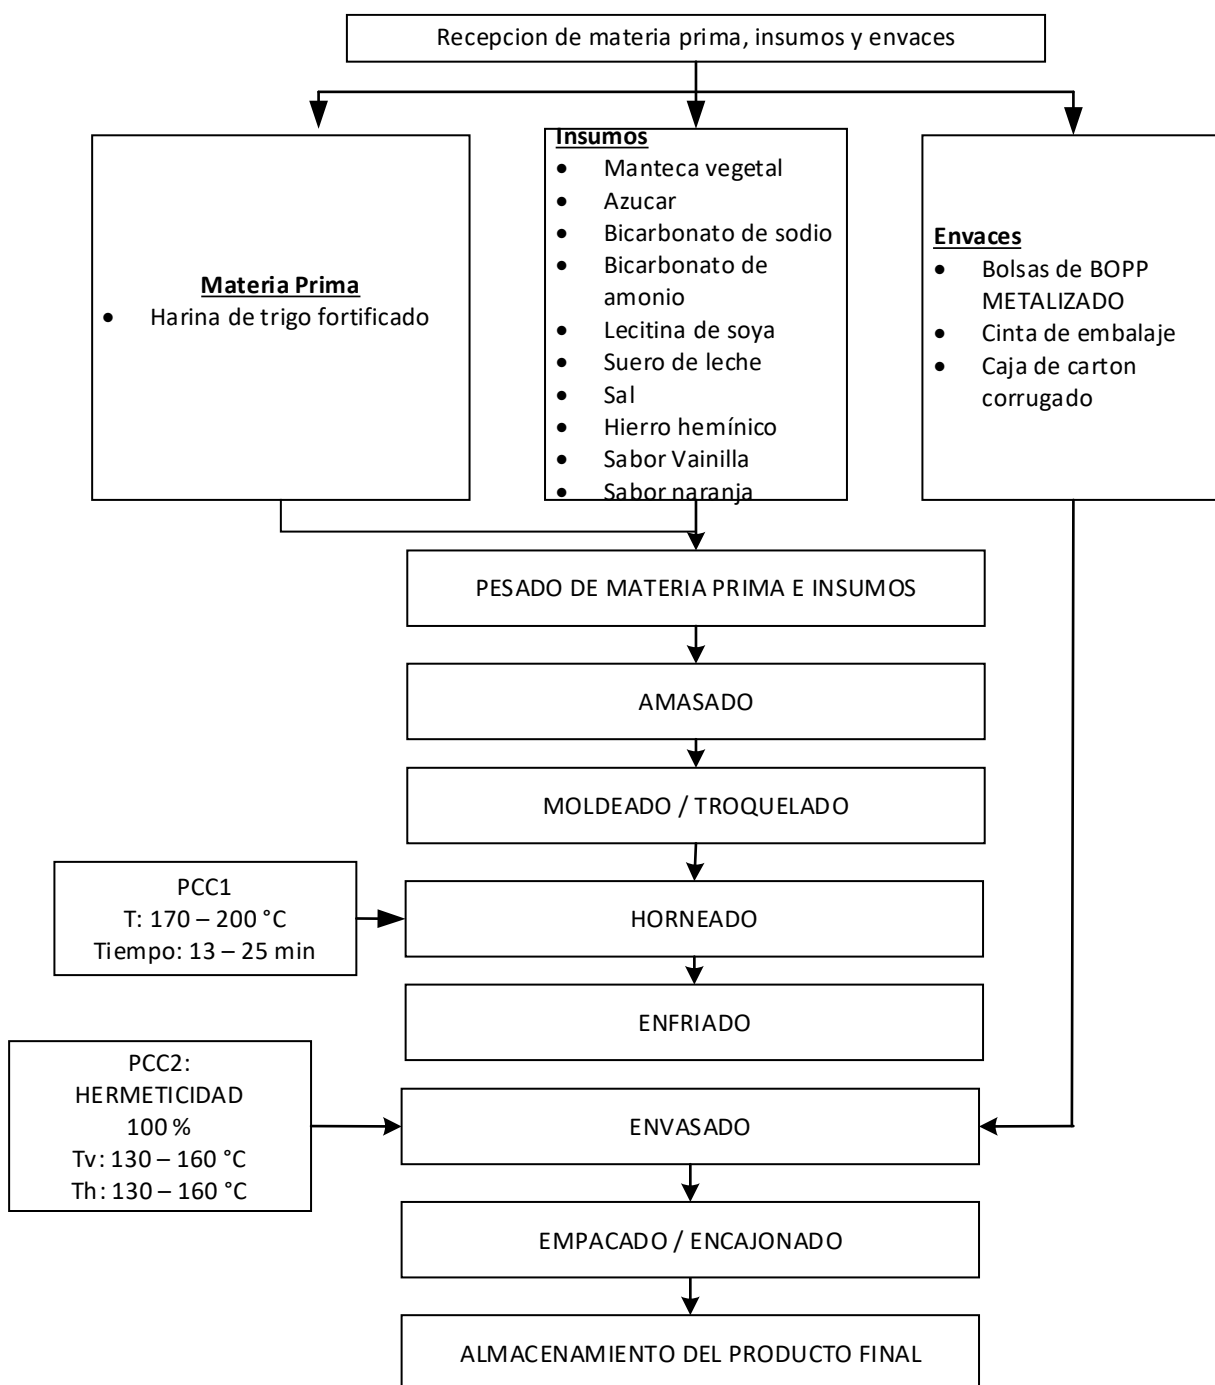 Recepcion de materia prima, insumos y envaces
Materia Prima
• Harina de trigo fortificado
Insumos
• Manteca vegetal
• Azucar
• Bicarbonato de sodio
• Bicarbonato de
amonio
• Lecitina de soya
• Suero de leche
• Sal
• Hierro hemínico
• Sabor Vainilla
• Sabor naranja
Envaces
• Bolsas de BOPP
METALIZADO
• Cinta de embalaje
• Caja de carton
corrugado
PESADO DE MATERIA PRIMA E INSUMOS
AMASADO
MOLDEADO / TROQUELADO
PCC1
T: 170 – 200 °C
Tiempo: 13 – 25 min
HORNEADO
ENFRIADO
PCC2:
HERMETICIDAD
100 %
Tv: 130 – 160 °C
Th: 130 – 160 °C
ENVASADO
EMPACADO / ENCAJONADO
ALMACENAMIENTO DEL PRODUCTO FINAL